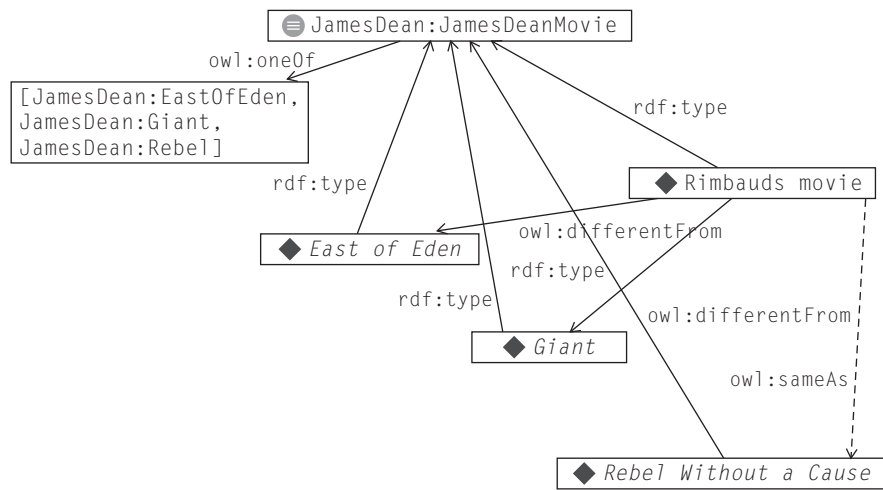 JamesDean:JamesDeanMovie
owl:oneOf
[JamesDean:EastOfEden,
JamesDean:Giant,
JamesDean:Rebel]
rdf:type
rdf:type
Rimbauds movie
owl:differentFrom
East of Eden
rdf:type
rdf:type
owl:differentFrom
Giant
owl:sameAs
Rebel Without a Cause